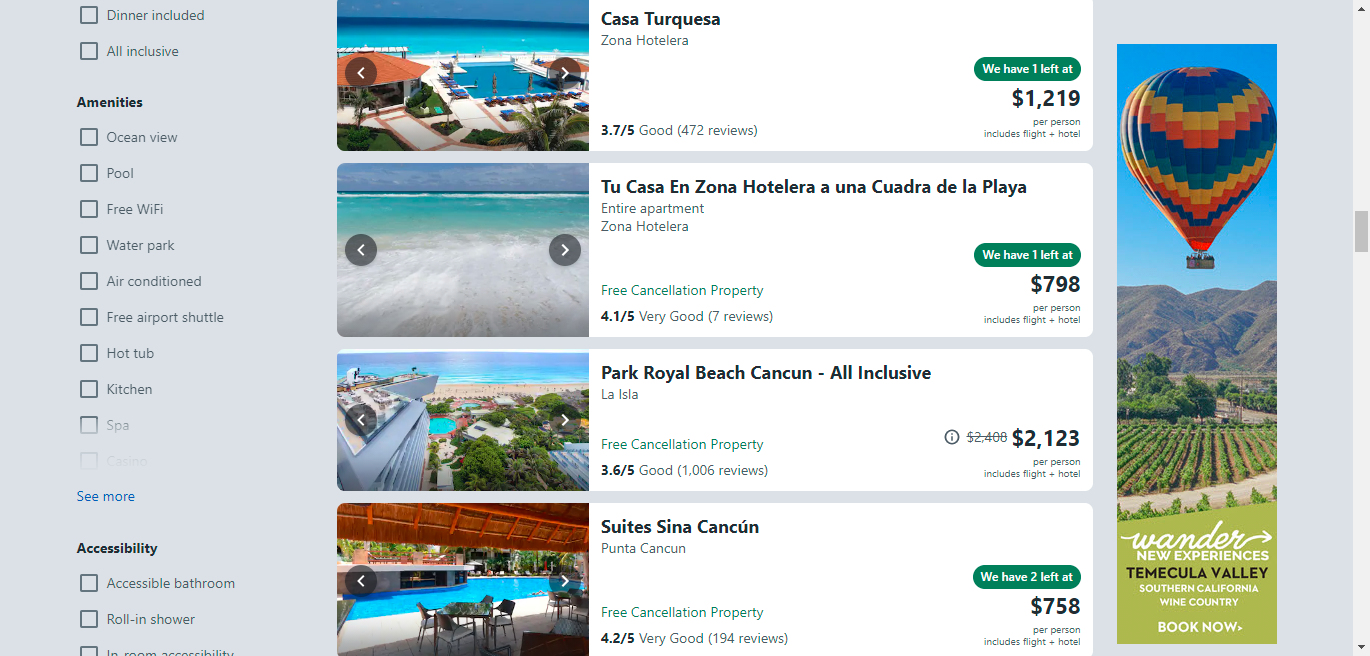 Dinner included
All inclusive
Amenities
Ocean view
Pool
Free WiFi
Water park
Air conditioned
Free airport shuttle
Hot tub
Kitchen
Spa
Casino
See more
Accessibility
Accessible bathroom
Roll-in shower
In-room accessibility
Casa Turquesa
Zona Hotelera
We have 1 left at
$1,219
per person
includes flight + hotel
3.7/5 Good (472 reviews)
Tu Casa En Zona Hotelera a una Cuadra de la Playa
Entire apartment
Zona Hotelera
We have 1 left at
$798
per person
includes flight + hotel
Free Cancellation Property
4.1/5 Very Good (7 reviews)
Park Royal Beach Cancun - All Inclusive
La Isla
$2,408 $2,123
per person
includes flight + hotel
Free Cancellation Property
3.6/5 Good (1,006 reviews)
Suites Sina Cancún
Punta Cancun
We have 2 left at
$758
per person
includes flight + hotel
Free Cancellation Property
4.2/5 Very Good (194 reviews)
wander
NEW EXPERIENCES
TEMECULA VALLEY
SOUTHERN CALIFORNIA
WINE COUNTRY
BOOK NOW>